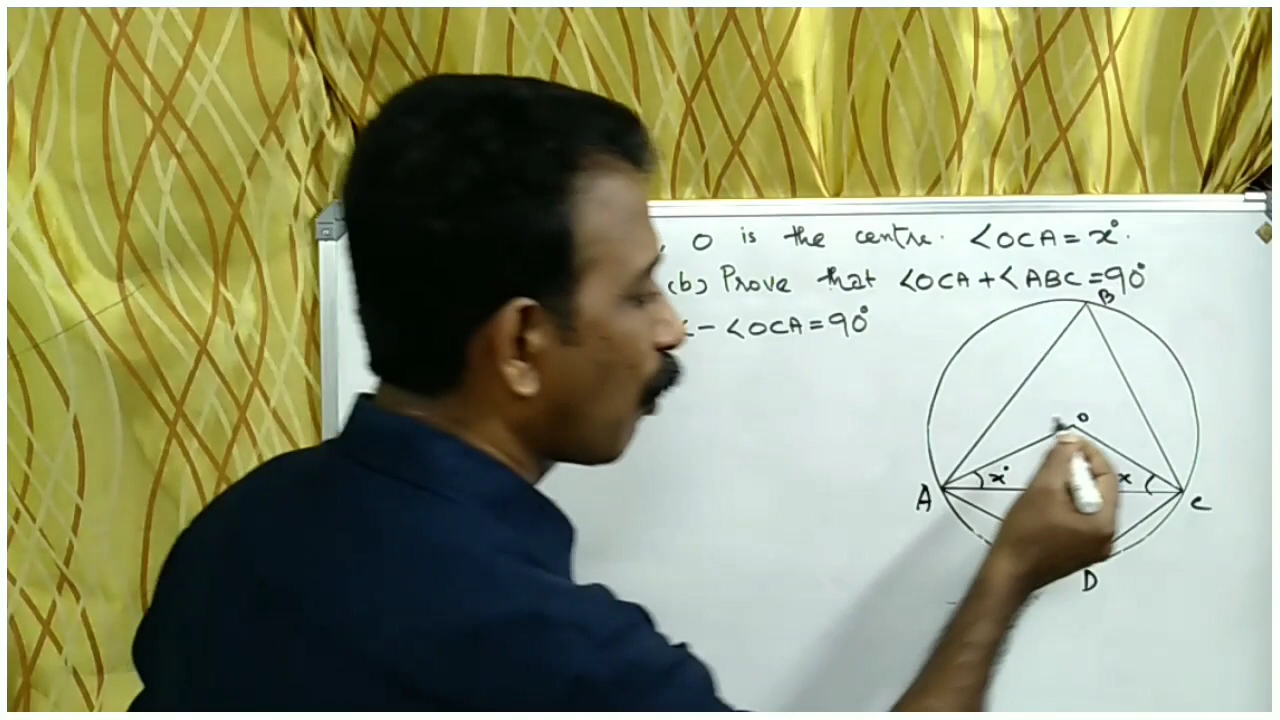 , O is the centre. ∠OCA = x°.
(b) Prove that ∠OCA + ∠ABC = 90°
- ∠OCA = 90°
B
O
x°
x
A
C
D